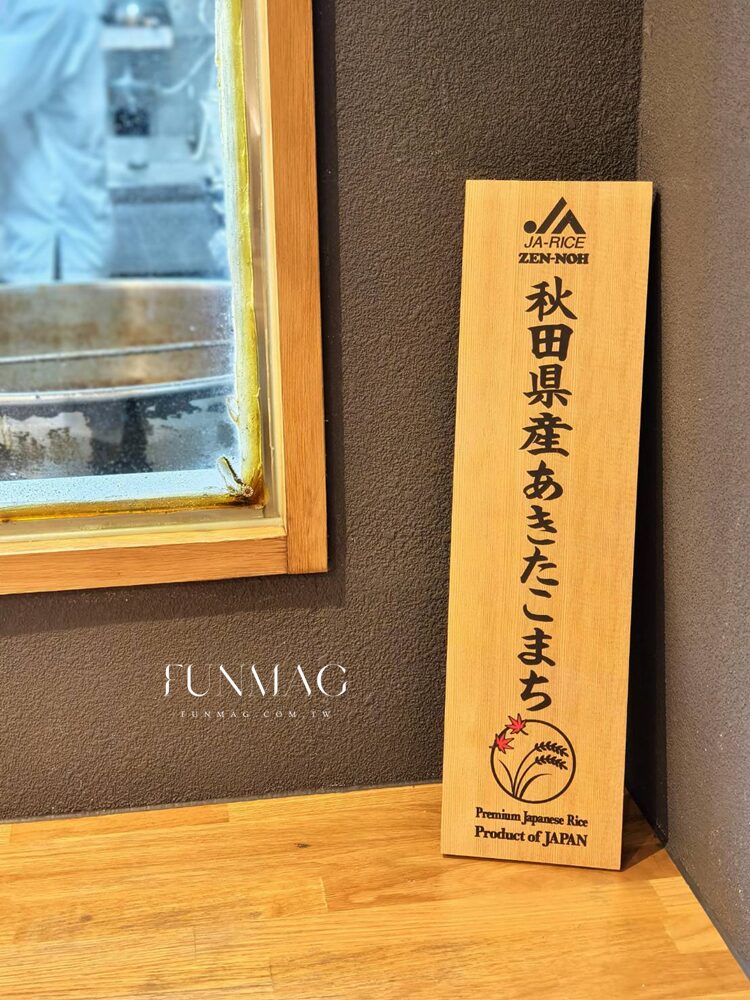 JA-RICE
ZEN-NOH
秋田県産あきたこまち
Premium Japanese Rice
Product of JAPAN
FUNMAG
FUNMAG.COM.TW